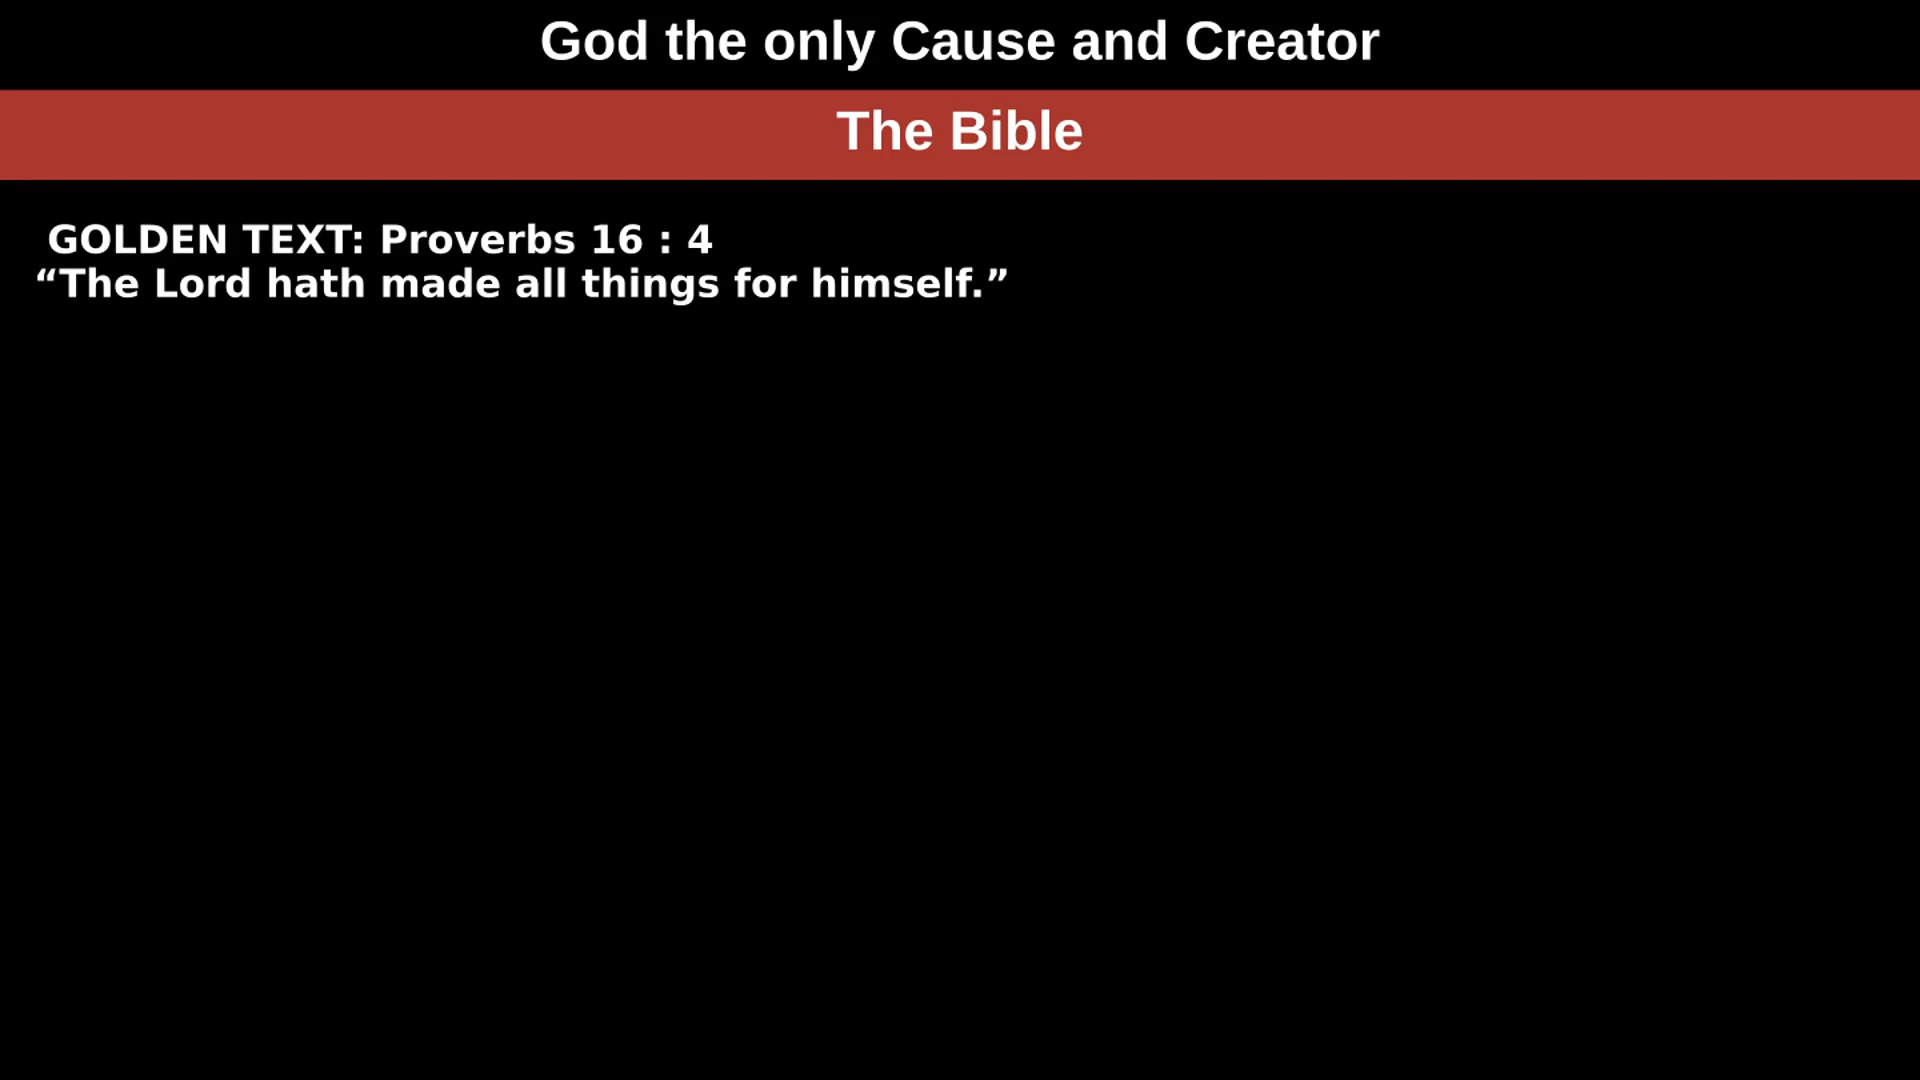 God the only Cause and Creator
The Bible
GOLDEN TEXT: Proverbs 16 : 4
“The Lord hath made all things for himself.”